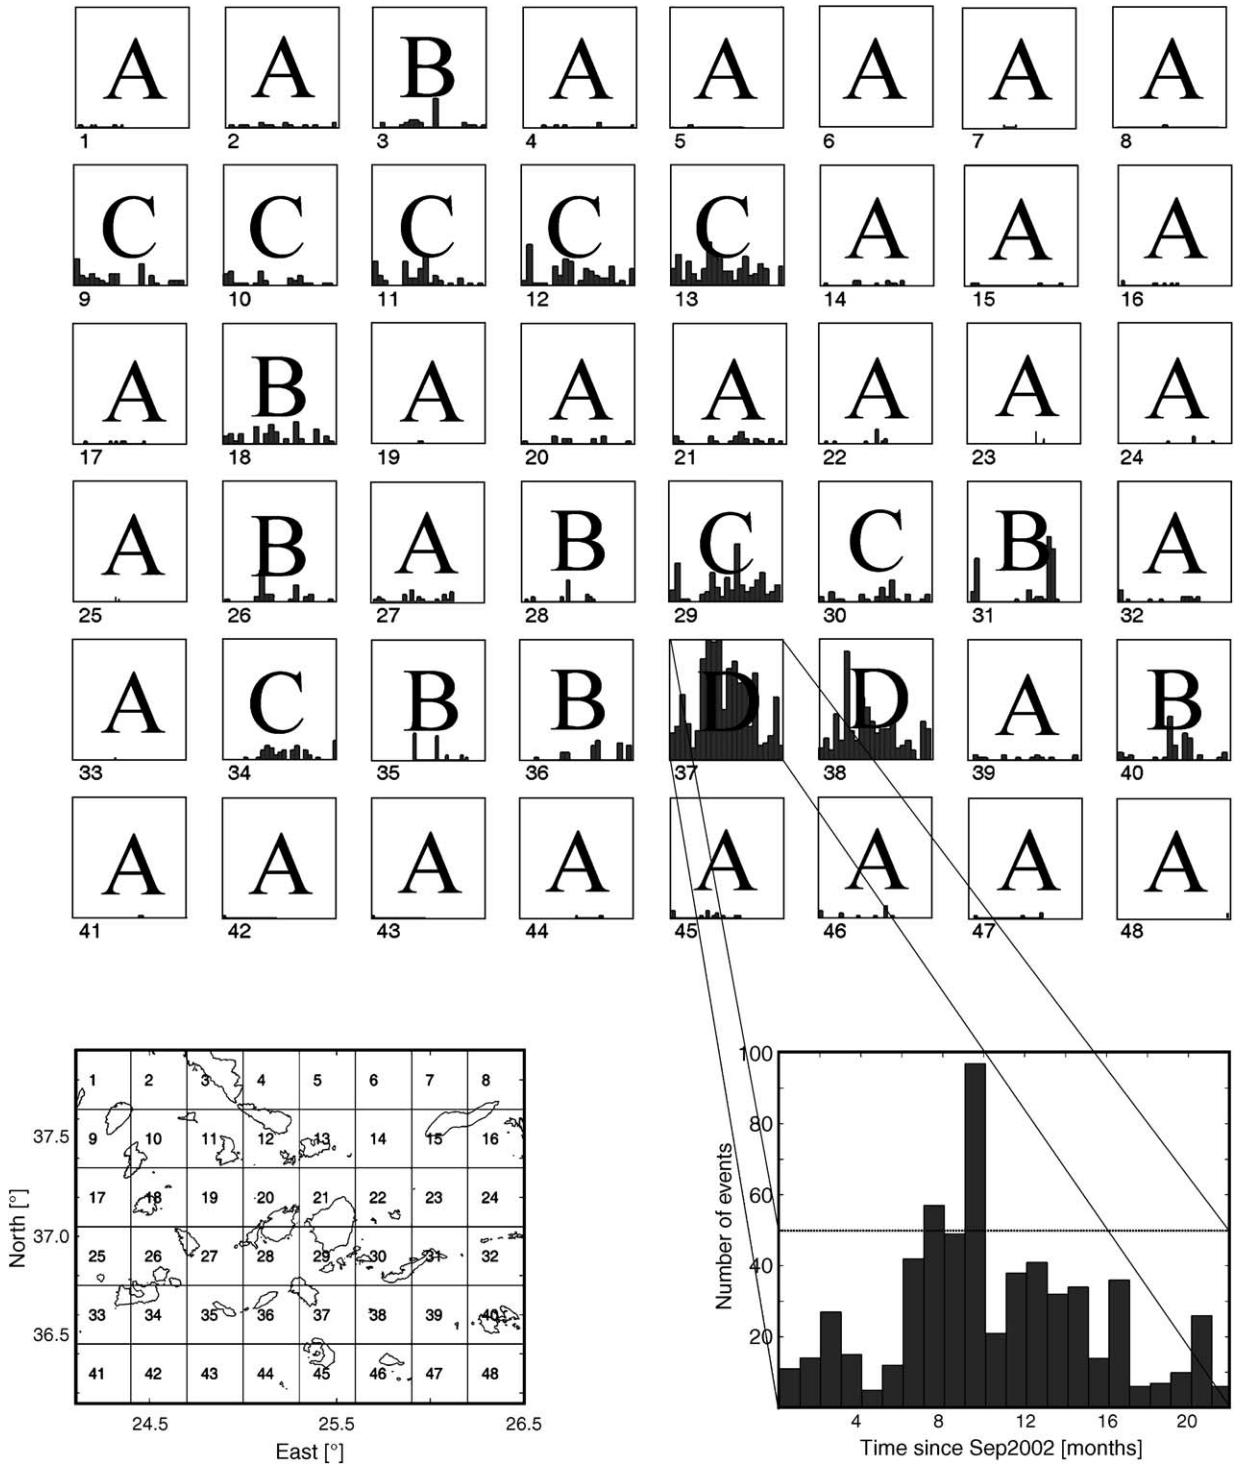 A A B A A A A A
1 2 3 4 5 6 7 8
C C C C C A A A
9 10 11 12 13 14 15 16
A B A A A A A A
17 18 19 20 21 22 23 24
A B A B C C B A
25 26 27 28 29 30 31 32
A C B B D D A B
33 34 35 36 37 38 39 40
A A A A A A A A
41 42 43 44 45 46 47 48
1 2 3 4 5 6 7 8
9 10 11 12 13 14 15 16
17 18 19 20 21 22 23 24
25 26 27 28 29 30 31 32
33 34 35 36 37 38 39 40
41 42 43 44 45 46 47 48
37.5
37.0
36.5
North [°]
24.5 25.5 26.5
East [°]
100
80
60
40
20
Number of events
4 8 12 16 20
Time since Sep2002 [months]